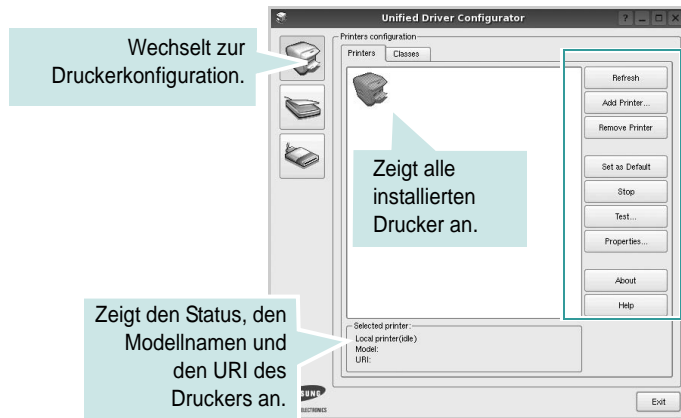 Unified Driver Configurator
Wechselt zur
Druckerkonfiguration.
Printers configuration
Printers
Classes
Refresh
Add Printer...
Remove Printer
Zeigt alle
installierten
Drucker an.
Set as Default
Stop
Test...
Properties...
About
Help
Zeigt den Status, den
Modellnamen und
den URI des
Druckers an.
Selected printer:
Local printer(idle)
Model:
URI:
Exit